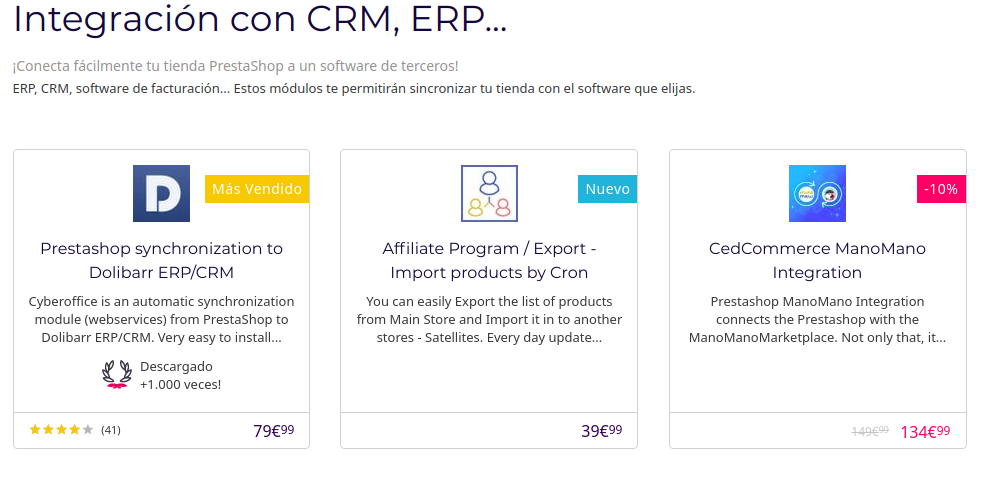 Integración con CRM, ERP...
¡Conecta fácilmente tu tienda PrestaShop a un software de terceros!
ERP, CRM, software de facturación... Estos módulos te permitirán sincronizar tu tienda con el software que elijas.
D
Más Vendido
Prestashop synchronization to
Dolibarr ERP/CRM
Cyberoffice is an automatic synchronization
module (webservices) from PrestaShop to
Dolibarr ERP/CRM. Very easy to install...
Descargado
+1.000 veces!
(41)
79€99
Nuevo
Affiliate Program / Export -
Import products by Cron
You can easily Export the list of products
from Main Store and Import it in to another
stores - Satellites. Every day update...
39€99
-10%
CedCommerce ManoMano
Integration
Prestashop ManoMano Integration
connects the Prestashop with the
ManoManoMarketplace. Not only that, it...
149€99 134€99